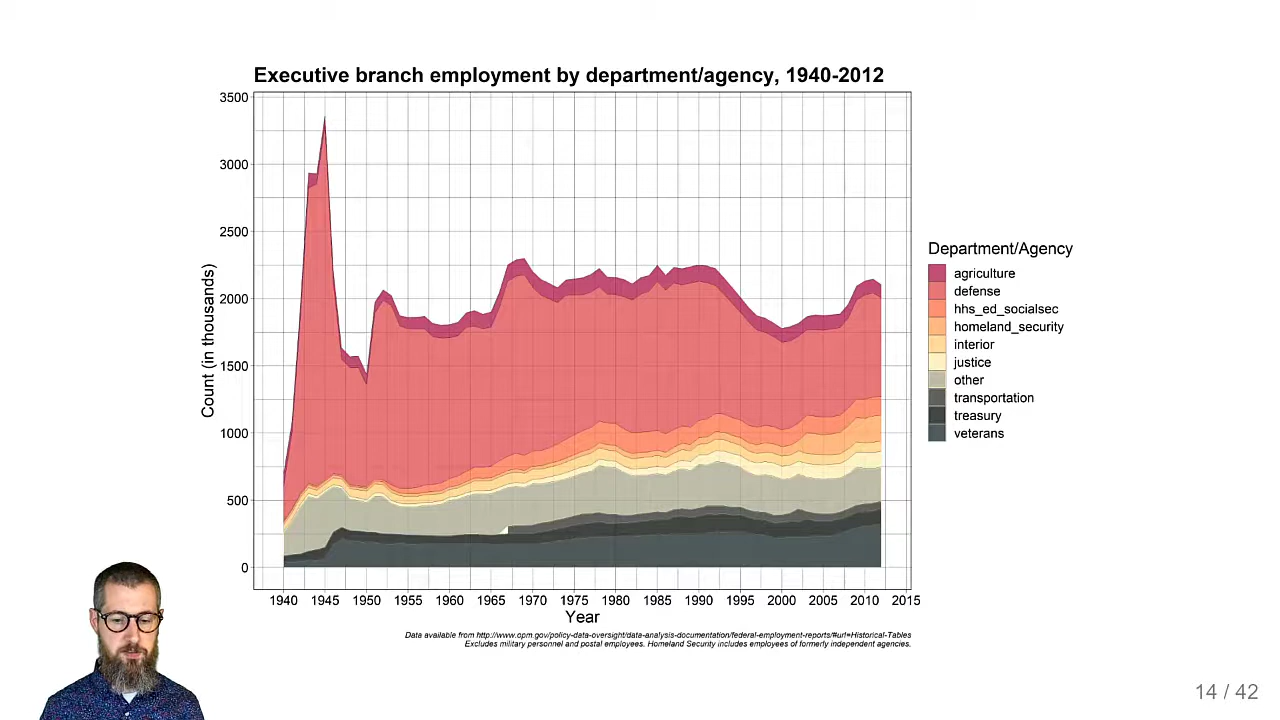 Executive branch employment by department/agency, 1940-2012
3500
3000
2500
2000
1500
1000
500
0
Count (in thousands)
1940 1945 1950 1955 1960 1965 1970 1975 1980 1985 1990 1995 2000 2005 2010 2015
Year
Department/Agency
agriculture
defense
hhs_ed_socialsec
homeland_security
interior
justice
other
transportation
treasury
veterans
Data available from http://www.opm.gov/policy-data-oversight/data-analysis-documentation/federal-employment-reports/#url=Historical-Tables
Excludes military personnel and postal employees. Homeland Security includes employees of formerly independent agencies.
14 / 42